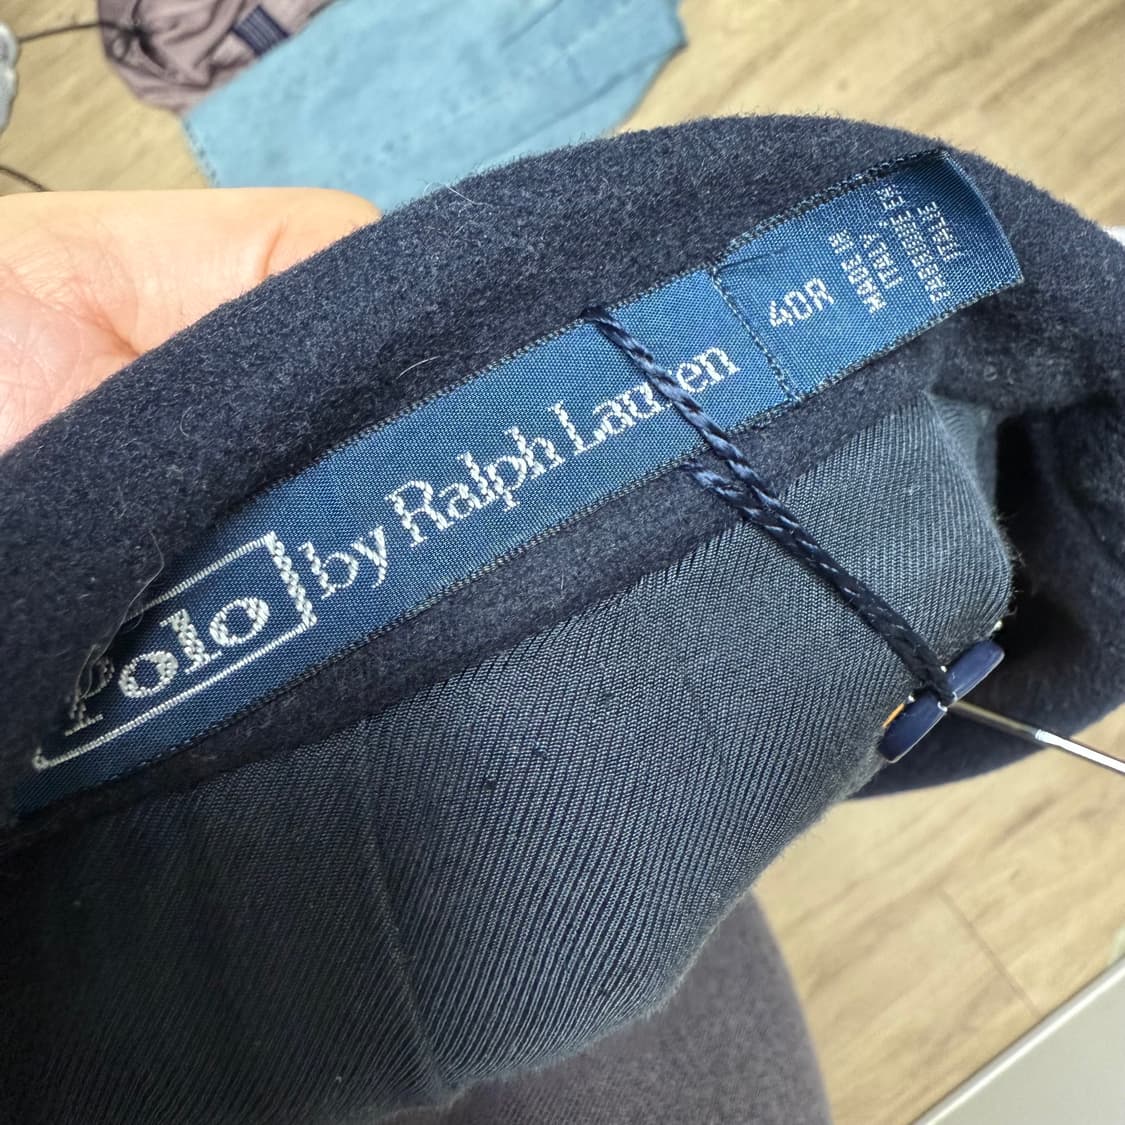 Polo by Ralph Lauren
40R
MADE IN
ITALY
FABRIQUE EN
ITALIE